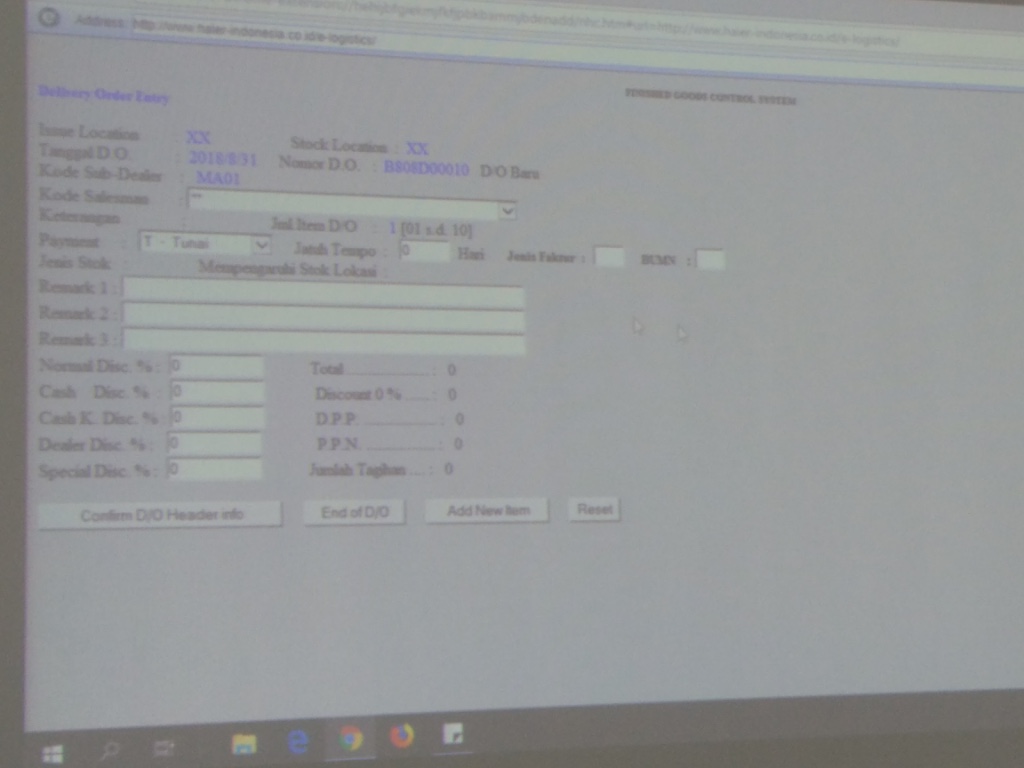 Address: http://www.haier-indonesia.co.id/e-logistics/
Delivery Order Entry
FINISHED GOODS CONTROL SYSTEM
Issue Location XX Stock Location : XX
Tanggal D.O. : 2018/8/31 Nomor D.O. : B808D00010 D/O Baru
Kode Sub-Dealer : MA01
Kode Salesman :
Keterangan : Jml Item D/O : 1 [01 s.d. 10]
Payment : T - Tunai Jatuh Tempo : 0 Hari Jenis Faktur : BUMN :
Jenis Stok : Mempengaruhi Stok Lokasi :
Remark 1 :
Remark 2 :
Remark 3 :
Normal Disc. % : 0 Total : 0
Cash Disc. % : 0 Discount 0 % : 0
Cash K. Disc. % : 0 D.P.P. : 0
Dealer Disc. % : 0 P.P.N. : 0
Special Disc. % : 0 Jumlah Tagihan : 0
Confirm D/O Header info End of D/O Add New Item Reset